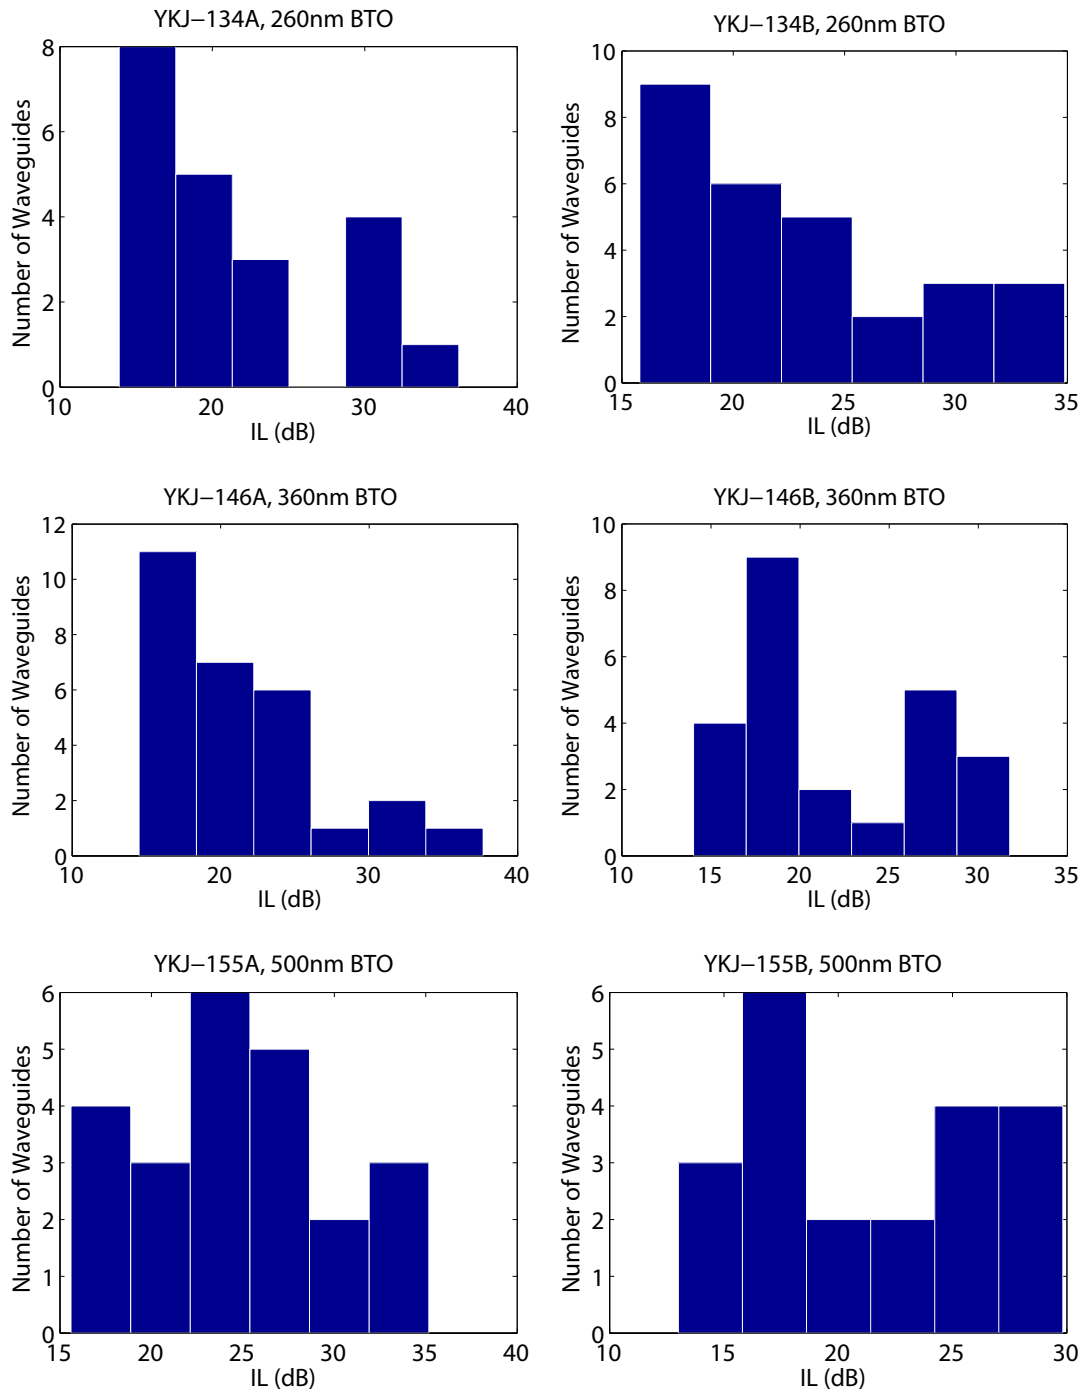 YKJ–134A, 260nm BTO
Number of Waveguides
8
6
4
2
0
10 20 30 40
IL (dB)
YKJ–134B, 260nm BTO
Number of Waveguides
10
8
6
4
2
0
15 20 25 30 35
IL (dB)
YKJ–146A, 360nm BTO
Number of Waveguides
12
10
8
6
4
2
0
10 20 30 40
IL (dB)
YKJ–146B, 360nm BTO
Number of Waveguides
10
8
6
4
2
0
10 15 20 25 30 35
IL (dB)
YKJ–155A, 500nm BTO
Number of Waveguides
6
5
4
3
2
1
0
15 20 25 30 35 40
IL (dB)
YKJ–155B, 500nm BTO
Number of Waveguides
6
5
4
3
2
1
0
10 15 20 25 30
IL (dB)